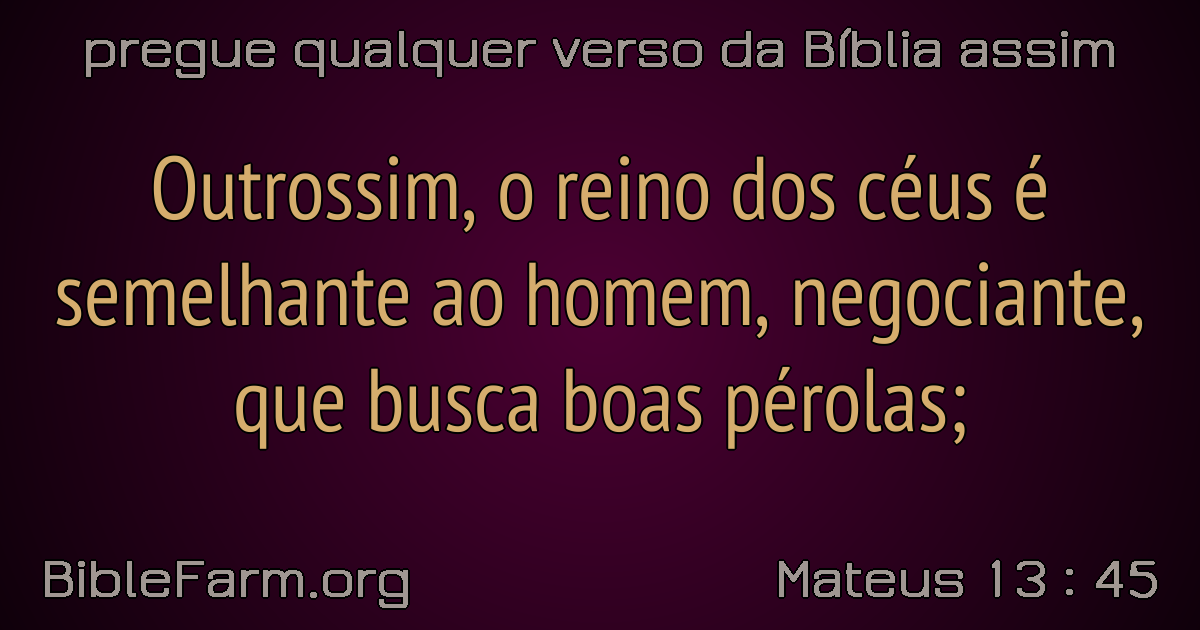 pregue qualquer verso da Bíblia assim
Outrossim, o reino dos céus é
semelhante ao homem, negociante,
que busca boas pérolas;
BibleFarm.org
Mateus 13 : 45